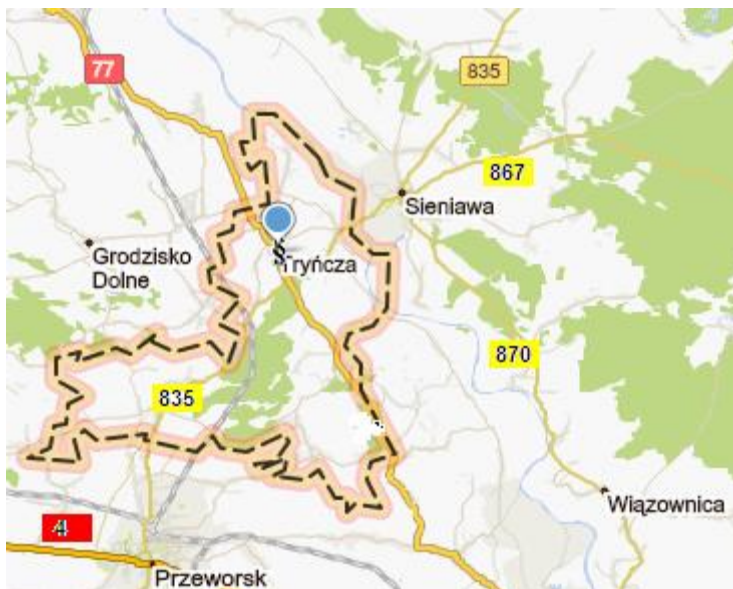 77
835
867
Sieniawa
Grodzisko
Dolne
Tryńcza
870
835
Wiązownica
4
Przeworsk